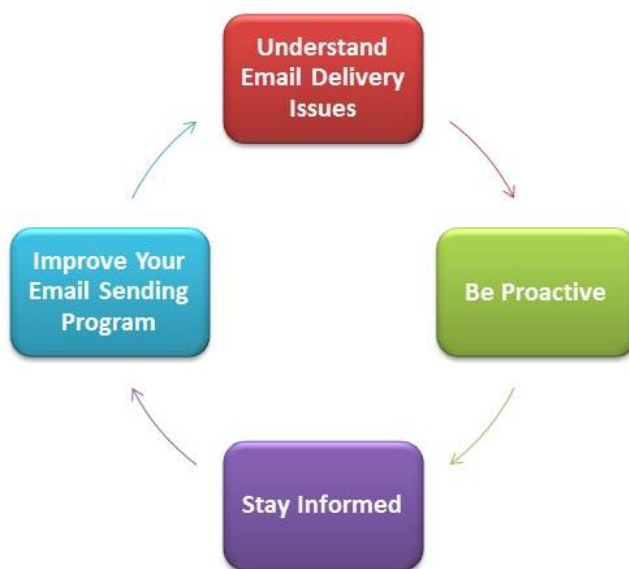 Understand
Email Delivery
Issues
Be Proactive
Stay Informed
Improve Your
Email Sending
Program